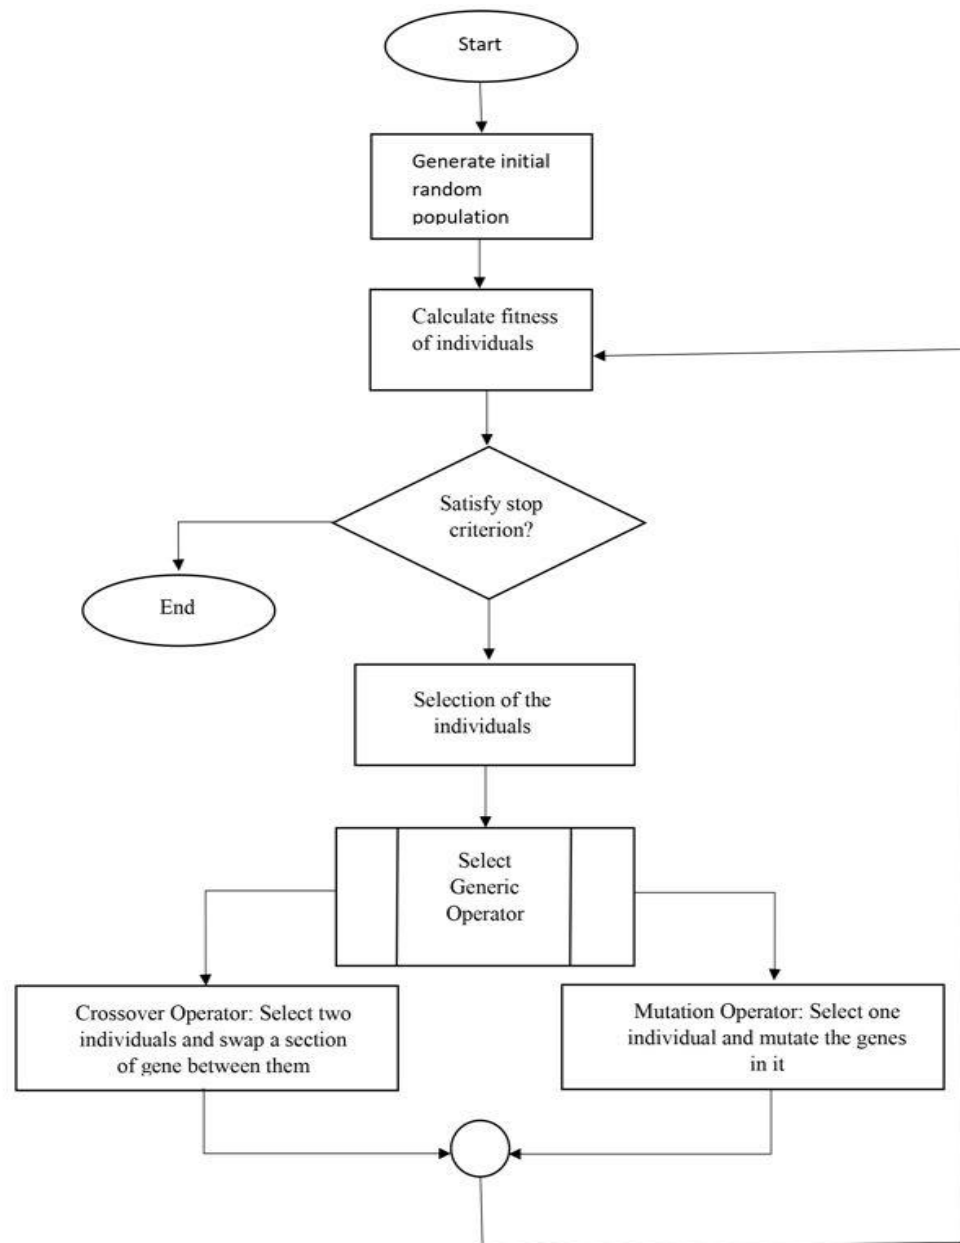 Start
Generate initial
random
population
Calculate fitness
of individuals
Satisfy stop
criterion?
End
Selection of the
individuals
Select
Generic
Operator
Crossover Operator: Select two
individuals and swap a section
of gene between them
Mutation Operator: Select one
individual and mutate the genes
in it